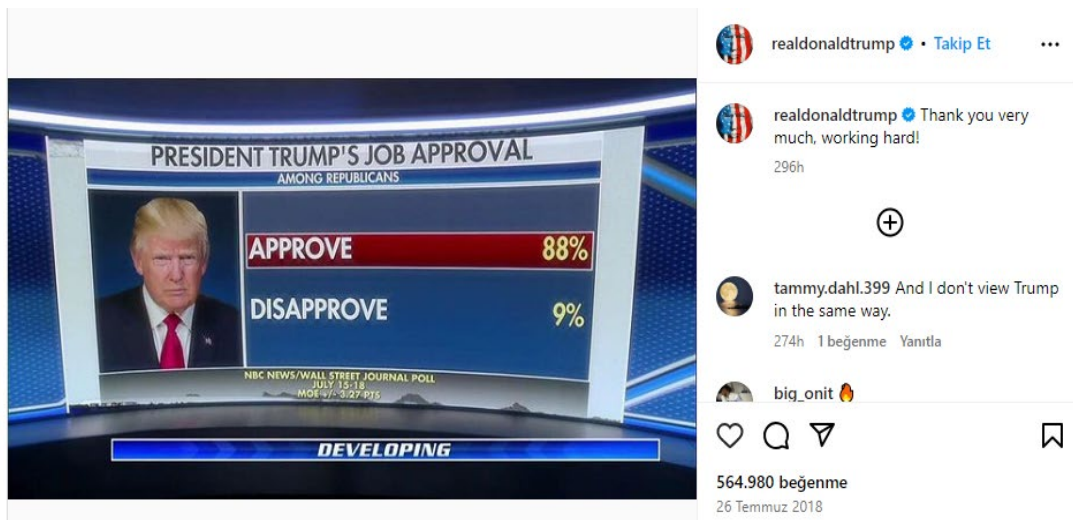 PRESIDENT TRUMP'S JOB APPROVAL
AMONG REPUBLICANS
APPROVE 88%
DISAPPROVE 9%
NBC NEWS/WALL STREET JOURNAL POLL
JULY 15-18
MOE +/- 3.27 PTS
DEVELOPING
realdonaldtrump • Takip Et
realdonaldtrump Thank you very
much, working hard!
296h
tammy.dahl.399 And I don't view Trump
in the same way.
274h 1 beğenme Yanıtla
big_onit 🔥
564.980 beğenme
26 Temmuz 2018